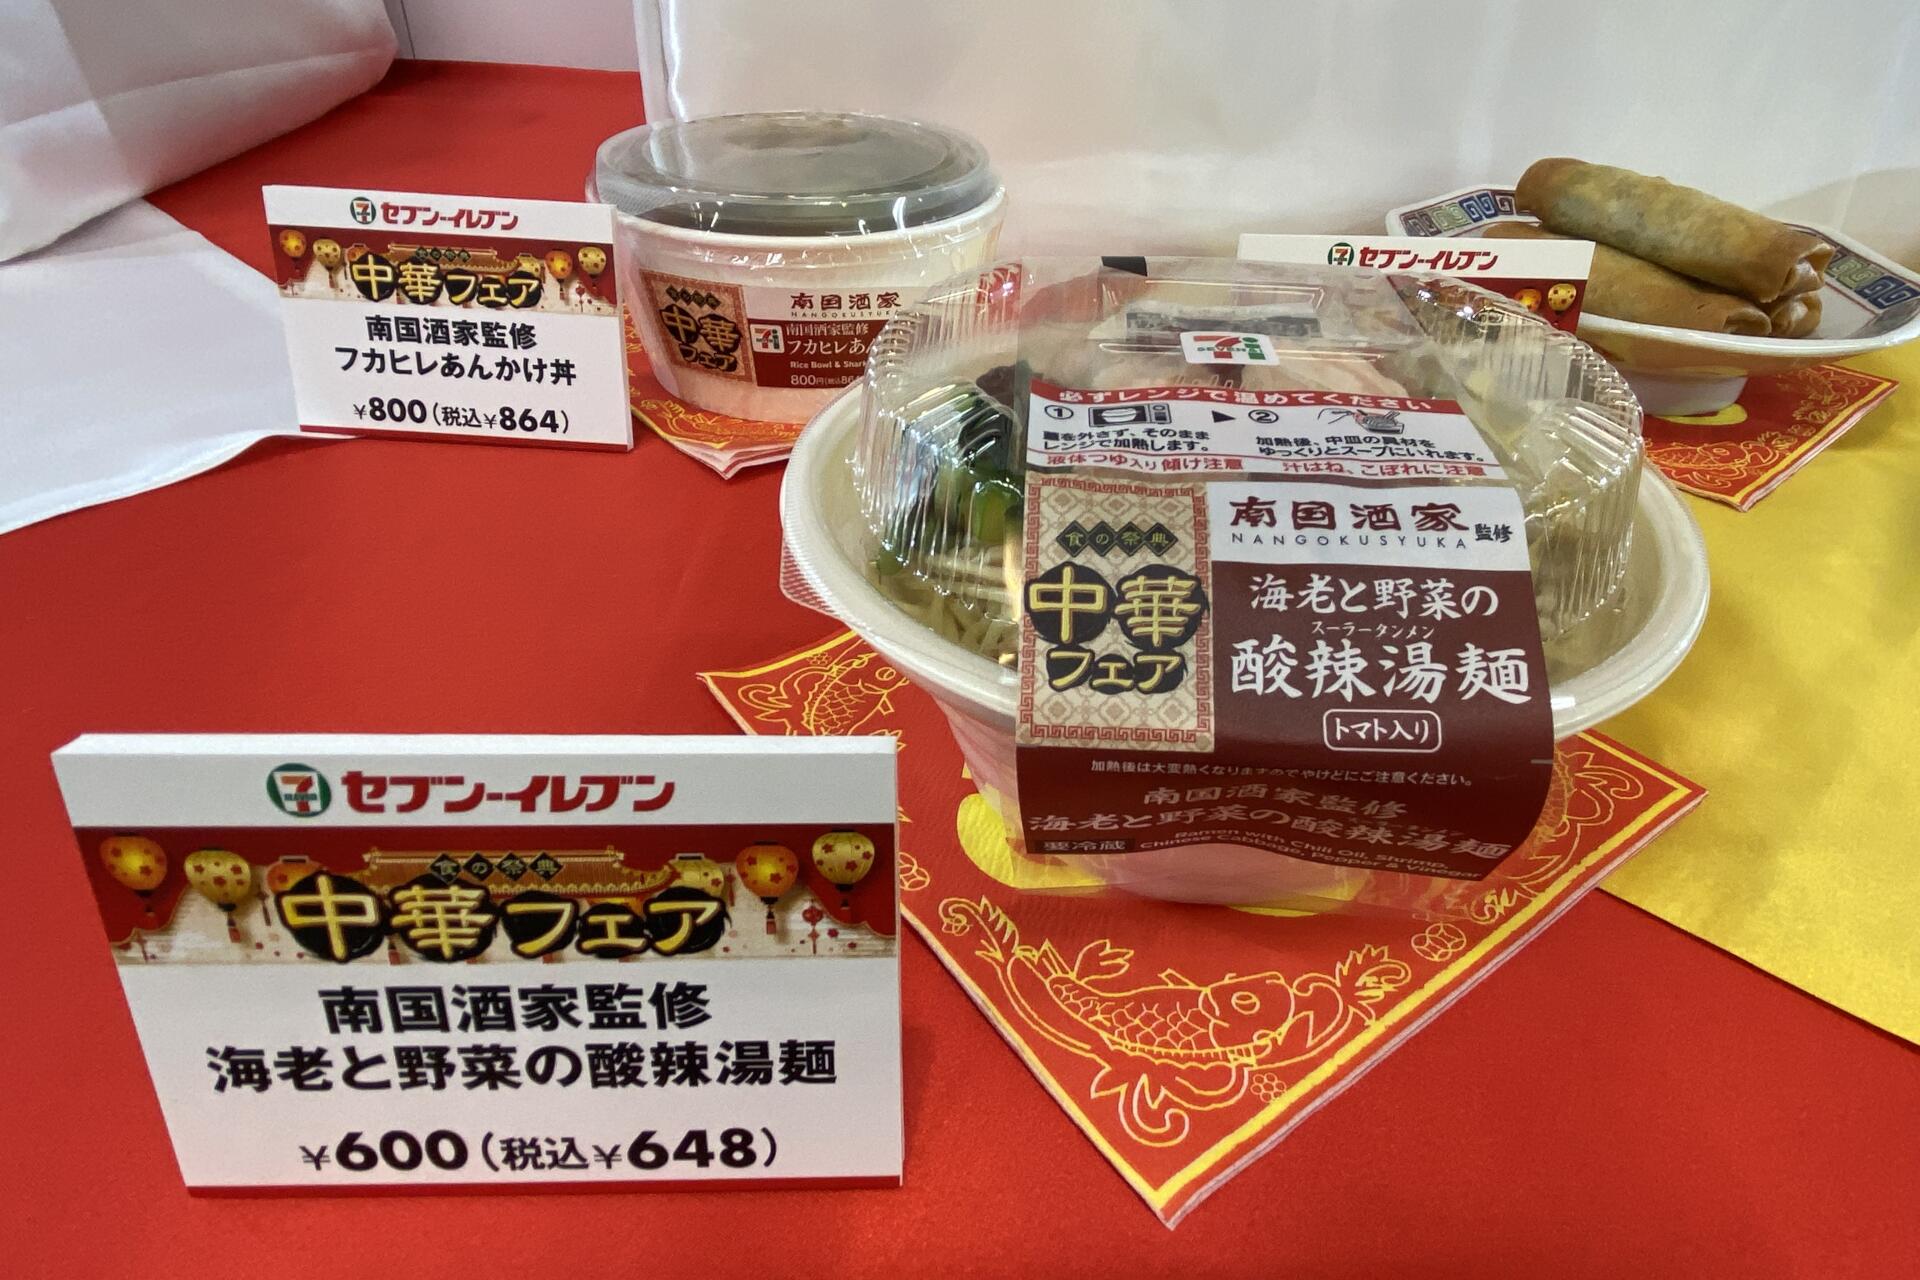 セブン-イレブン
食の祭典
中華フェア
南国酒家監修
フカヒレあんかけ丼
¥800(税込¥864)
中華
フェア
南国酒家
NANGOKUSYUKA
南国酒家監修
フカヒレあん
Rice Bowl & Shark
800円
セブン-イレブン
SEVEN
必ずレンジで温めてください
① ▶ ②
蓋を外さず、そのまま
レンジで加熱します。
加熱後、中皿の具材を
ゆっくりとスープにいれます。
液体つゆ入り傾け注意
汁はね、こぼれに注意
食の祭典
中華
フェア
南国酒家監修
NANGOKUSYUKA
海老と野菜の
スーラータンメン
酸辣湯麺
トマト入り
加熱後は大変熱くなりますのでやけどにご注意ください。
南国酒家監修
海老と野菜の酸辣湯麺
要冷蔵
Ramen with Chili Oil, Shrimp,
Chinese Cabbage, Pepper & Vinegar
セブン-イレブン
食の祭典
中華フェア
南国酒家監修
海老と野菜の酸辣湯麺
¥600(税込¥648)